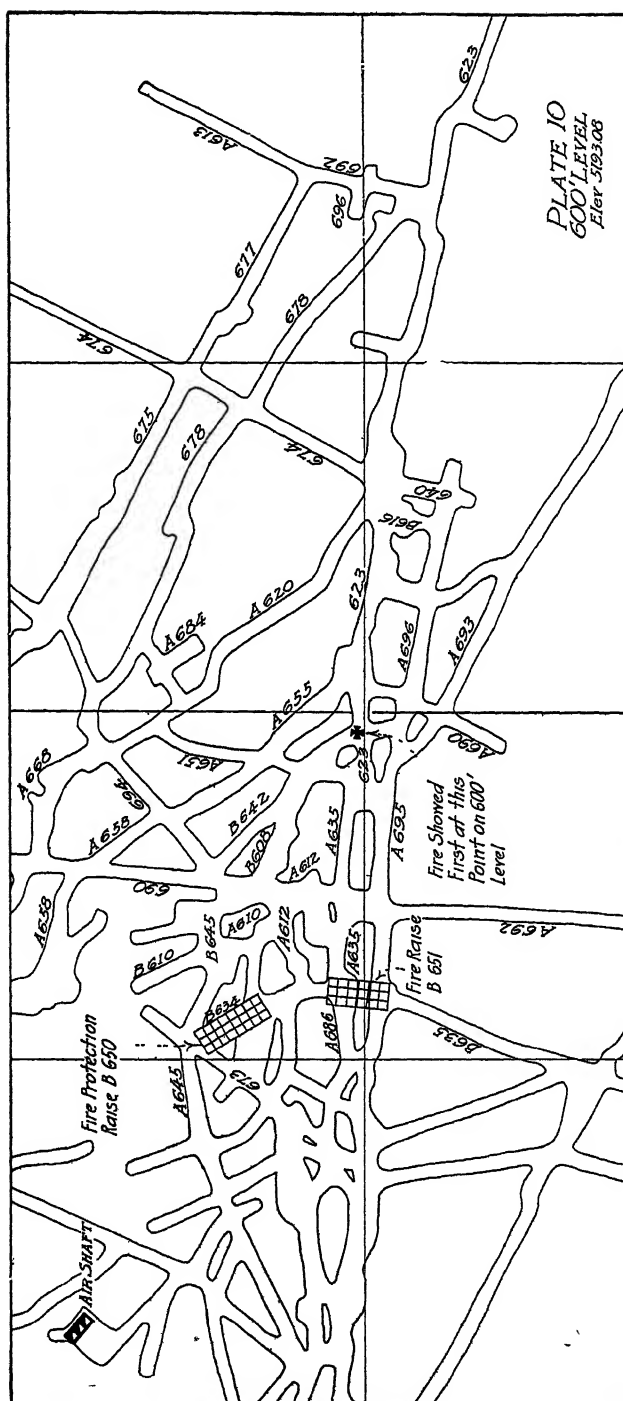 PLATE 10
600' LEVEL
Elev 5193.08
623
A613
692
696
677
678
674
675
678
674
640
B616
623
A620
A684
A696
A693
A655
A651
A690
623
A668
664
A658
B642
B608
A635
A612
A695
Fire Showed
First at this
Point on 600'
Level
690
A638
B610
B645
A610
A612
A635
A692
Fire Raise
B 651
B634
A686
B635
Fire Protection
Raise B 650
A645
673
AIR SHAFT